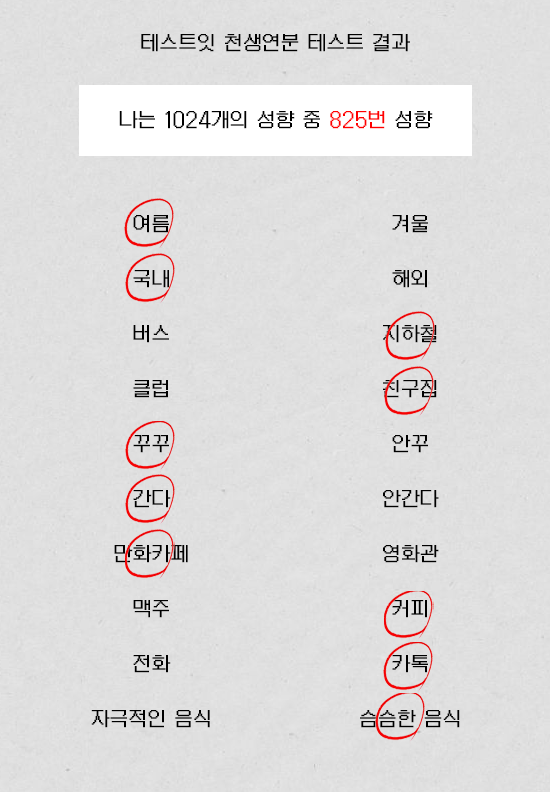 테스트잇 천생연분 테스트 결과
나는 1024개의 성향 중 825번 성향
여름 겨울
국내 해외
버스 지하철
클럽 친구집
꾸꾸 안꾸
간다 안간다
만화카페 영화관
맥주 커피
전화 카톡
자극적인 음식 슴슴한 음식